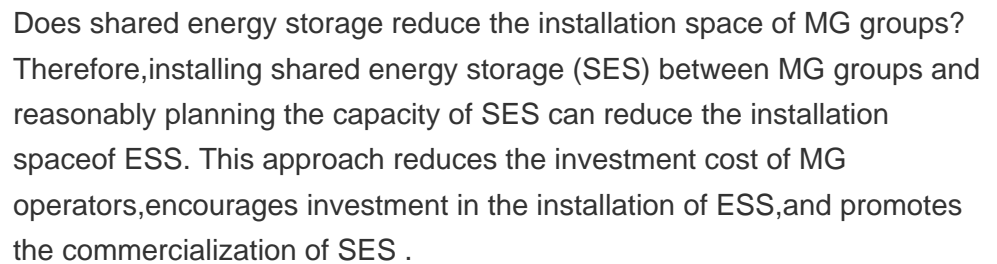 Does shared energy storage reduce the installation space of MG groups?
Therefore,installing shared energy storage (SES) between MG groups and
reasonably planning the capacity of SES can reduce the installation
spaceof ESS. This approach reduces the investment cost of MG
operators,encourages investment in the installation of ESS,and promotes
the commercialization of SES .